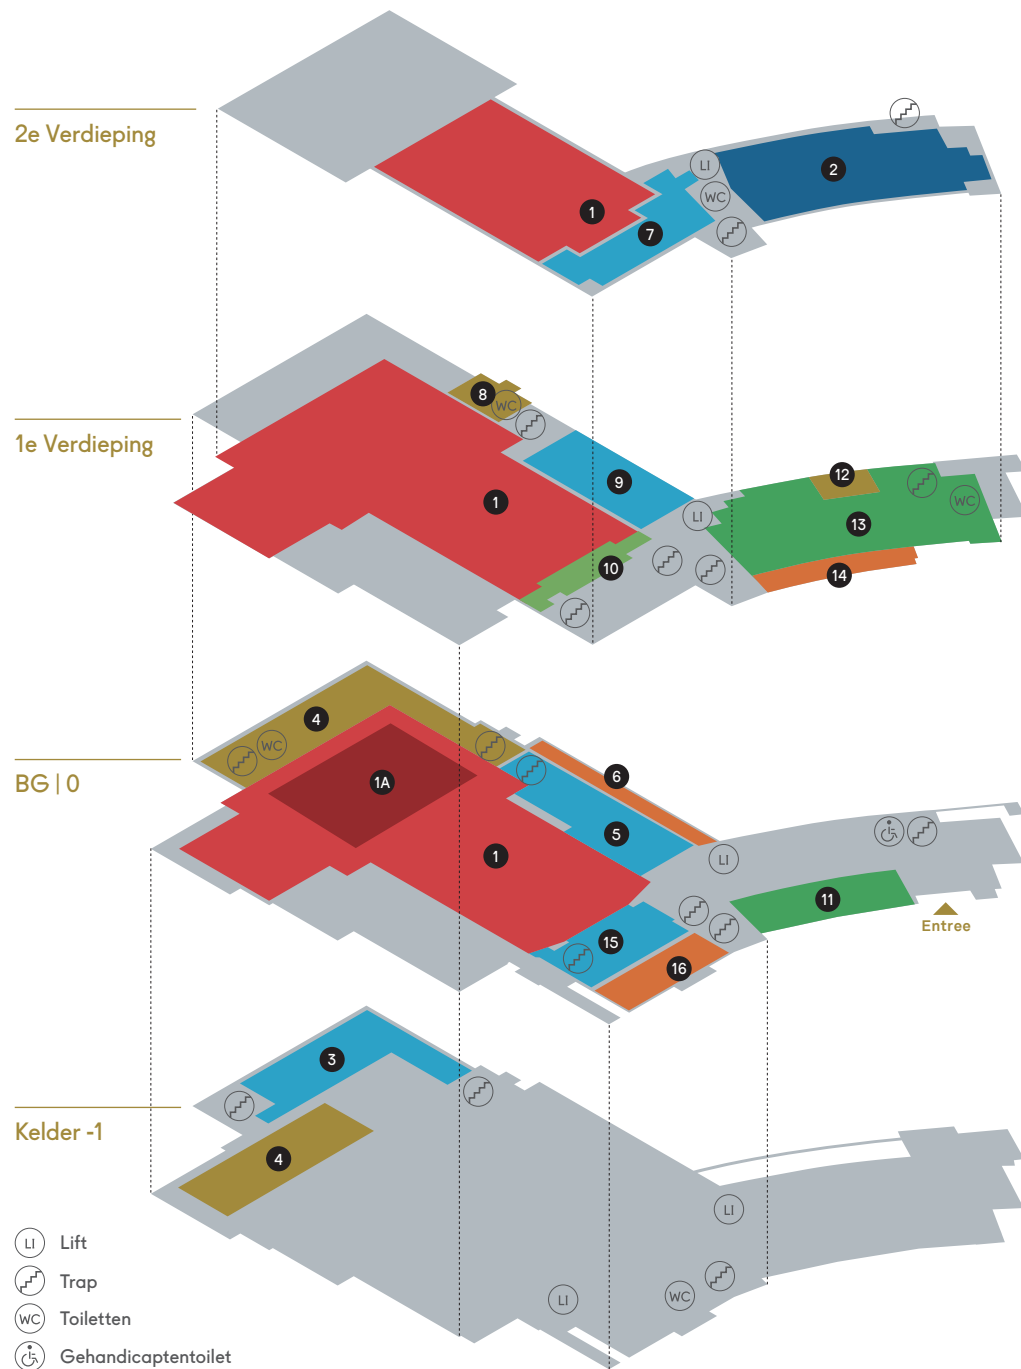 2e Verdieping
LI
2
WC
1
7
1e Verdieping
8
WC
9
12
1
LI
WC
13
10
14
4
WC
BG | 0
6
1A
5
1
LI
11
Entree
15
16
3
Kelder -1
4
LI
LI
WC
LI Lift
Trap
WC Toiletten
Gehandicaptentoilet